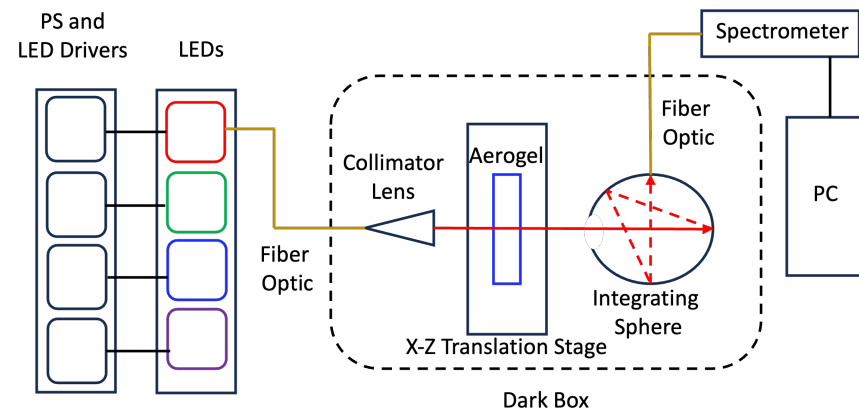 PS and
LED Drivers
LEDs
Spectrometer
Fiber
Optic
Collimator
Lens
Aerogel
PC
Fiber
Optic
Integrating
Sphere
X-Z Translation Stage
Dark Box